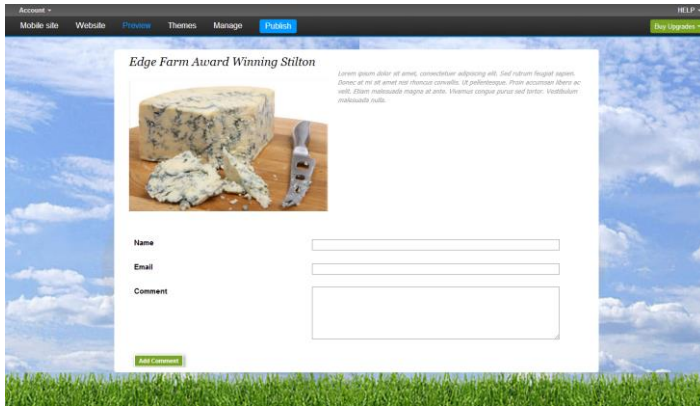 Account
HELP
Mobile site Website Preview Themes Manage Publish
Buy Upgrades
Edge Farm Award Winning Stilton
Lorem ipsum dolor sit amet, consectetuer adipiscing elit. Sed rutrum feugiat sapien.
Donec at mi sit amet nisi rhoncus convallis. Ut pellentesque. Proin accumsan libero ac
velit. Etiam malesuada magna at ante. Vivamus congue purus sed tortor. Vestibulum
malesuada nulla.
Name
Email
Comment
Add Comment